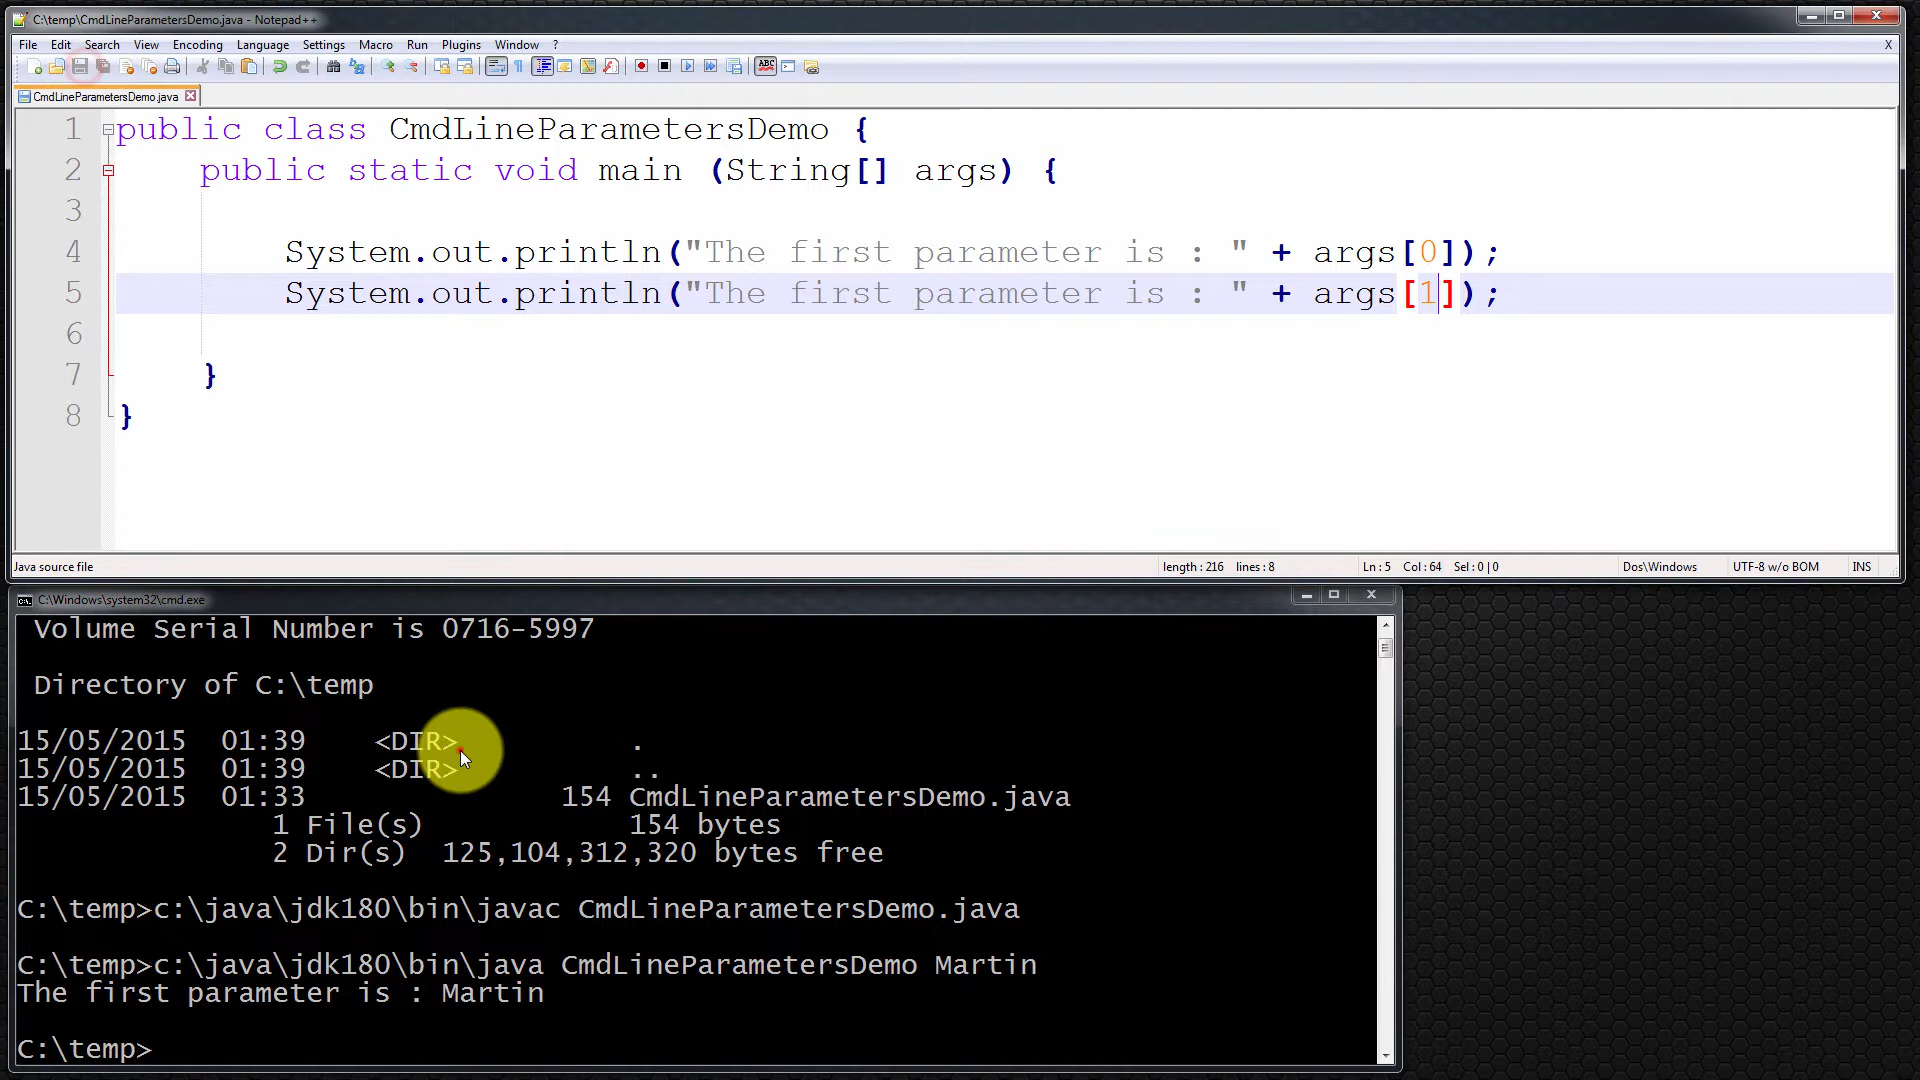 C:\temp\CmdLineParametersDemo.java - Notepad++
File Edit Search View Encoding Language Settings Macro Run Plugins Window ? X
CmdLineParametersDemo.java
1 public class CmdLineParametersDemo {
2 public static void main (String[] args) {
3
4 System.out.println("The first parameter is : " + args[0]);
5 System.out.println("The first parameter is : " + args[1]);
6
7 }
8 }
Java source file length : 216 lines : 8 Ln : 5 Col : 64 Sel : 0 | 0 Dos\Windows UTF-8 w/o BOM INS
C:\Windows\system32\cmd.exe
Volume Serial Number is 0716-5997
Directory of C:\temp
15/05/2015 01:39 <DIR> .
15/05/2015 01:39 <DIR> ..
15/05/2015 01:33 154 CmdLineParametersDemo.java
1 File(s) 154 bytes
2 Dir(s) 125,104,312,320 bytes free
C:\temp>c:\java\jdk180\bin\javac CmdLineParametersDemo.java
C:\temp>c:\java\jdk180\bin\java CmdLineParametersDemo Martin
The first parameter is : Martin
C:\temp>